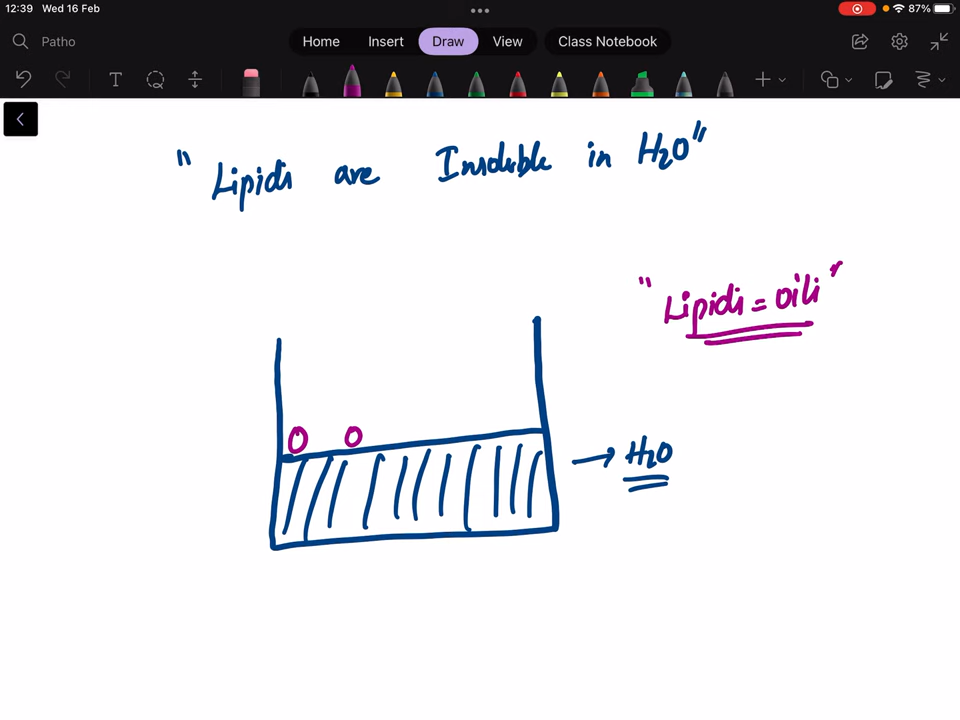 12:39 Wed 16 Feb
87%
Patho
Home Insert Draw View Class Notebook
"Lipids are Insoluble in H2O"
"Lipids = oils"
H2O